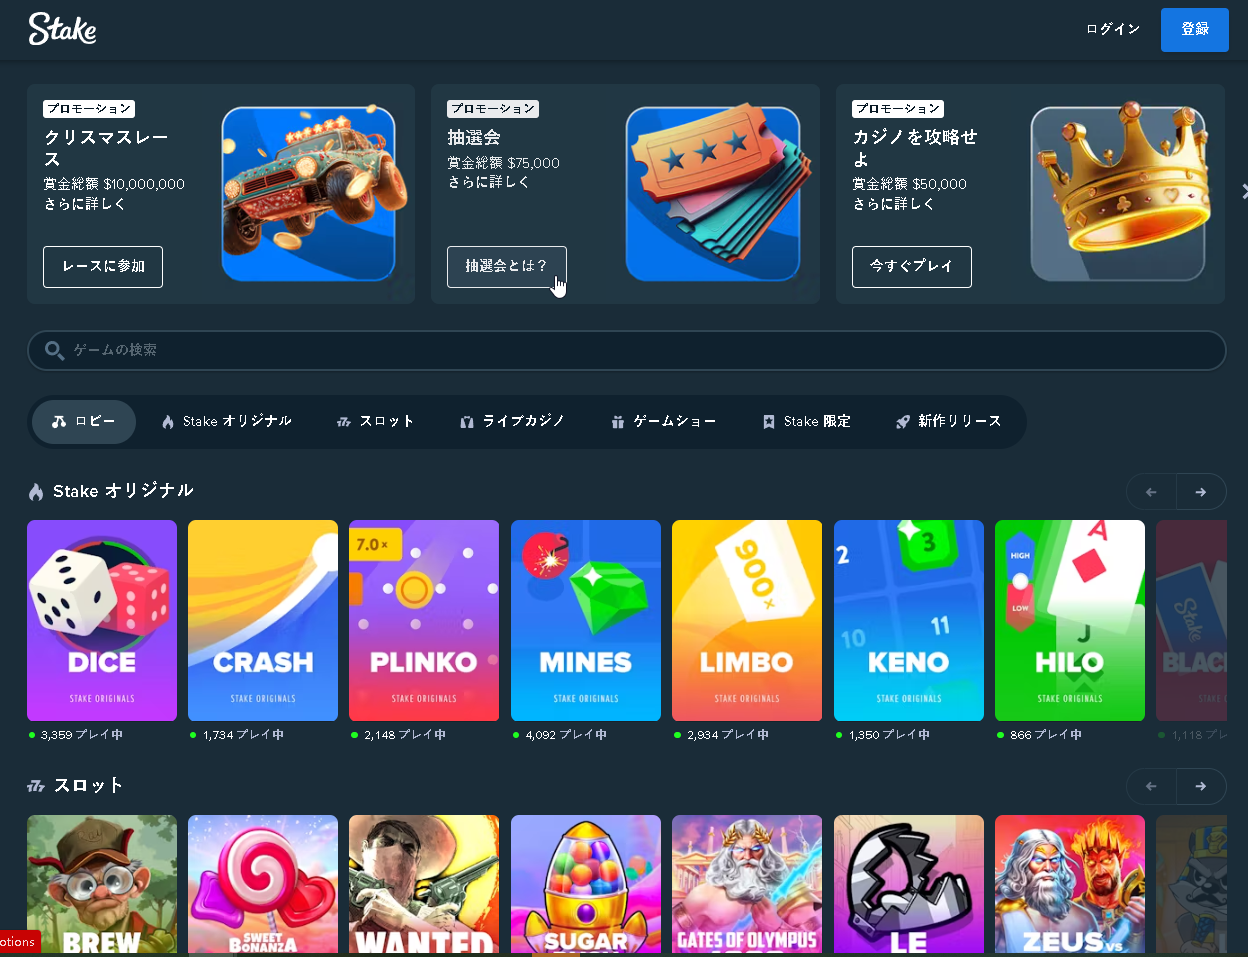 Stake
ログイン
登録
プロモーション
クリスマスレー
ス
賞金総額 $10,000,000
さらに詳しく
レースに参加
プロモーション
抽選会
賞金総額 $75,000
さらに詳しく
抽選会とは？
プロモーション
カジノを攻略せ
よ
賞金総額 $50,000
さらに詳しく
今すぐプレイ
ゲームの検索
ロビー
Stake オリジナル
スロット
ライブカジノ
ゲームショー
Stake 限定
新作リリース
Stake オリジナル
DICE
STAKE ORIGINALS
3,359 プレイ中
CRASH
STAKE ORIGINALS
1,734 プレイ中
7.0×
PLINKO
STAKE ORIGINALS
2,148 プレイ中
MINES
STAKE ORIGINALS
4,092 プレイ中
900×
LIMBO
STAKE ORIGINALS
2,934 プレイ中
2
3
10
11
KENO
STAKE ORIGINALS
1,350 プレイ中
HIGH
LOW
A
J
HILO
STAKE ORIGINALS
866 プレイ中
Stake
BLAC
STAKE OR
1,118 プレ
スロット
BREW
SWEET
BONANZA
WANTED
SUGAR
GATES OF OLYMPUS
LE
ZEUS VS
otions